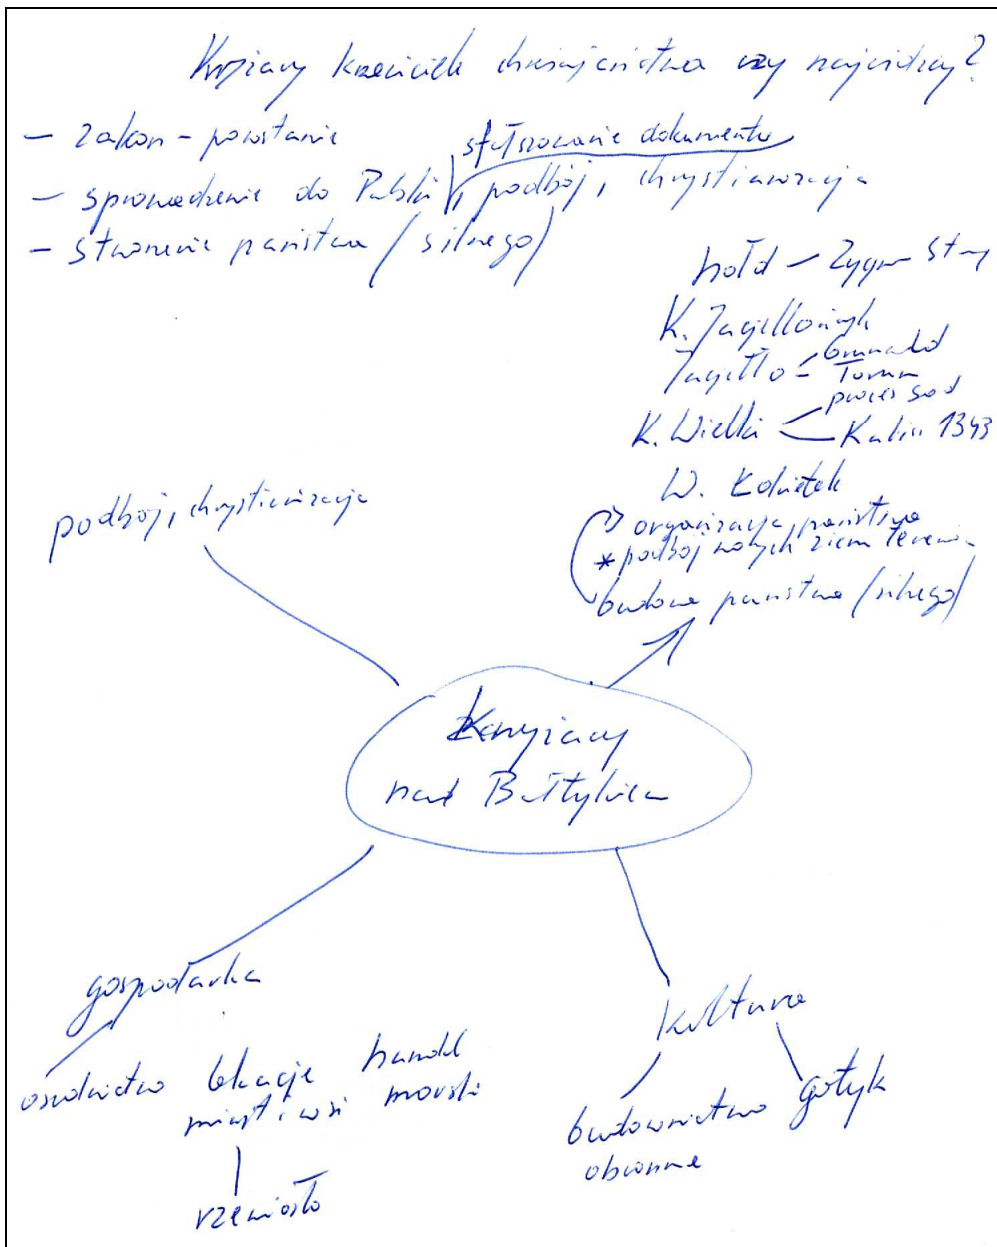 Krzyżacy krzewiciele chrześcijaństwa czy najeźdźcy?
- zakon - powstanie
sfałszowanie dokumentu
- sprowadzenie do Polski, podbój, chrystianizacja
- stworzenie państwa (silnego)
hołd - Zygm Stary
K. Jagiellończyk
Jagiełło - Grunwald
Toruń
K. Wielki proces sąd
Kalisz 1343
W. Łokietek
organizacja państwa
* podbój nowych ziem
budowa państwa (silnego)
podbój, chrystianizacja
Krzyżacy
nad Bałtykiem
gospodarka
kultura
osadnictwo lokacje handel
miast i wsi morski
rzemiosło
budownictwo gotyk
obronne